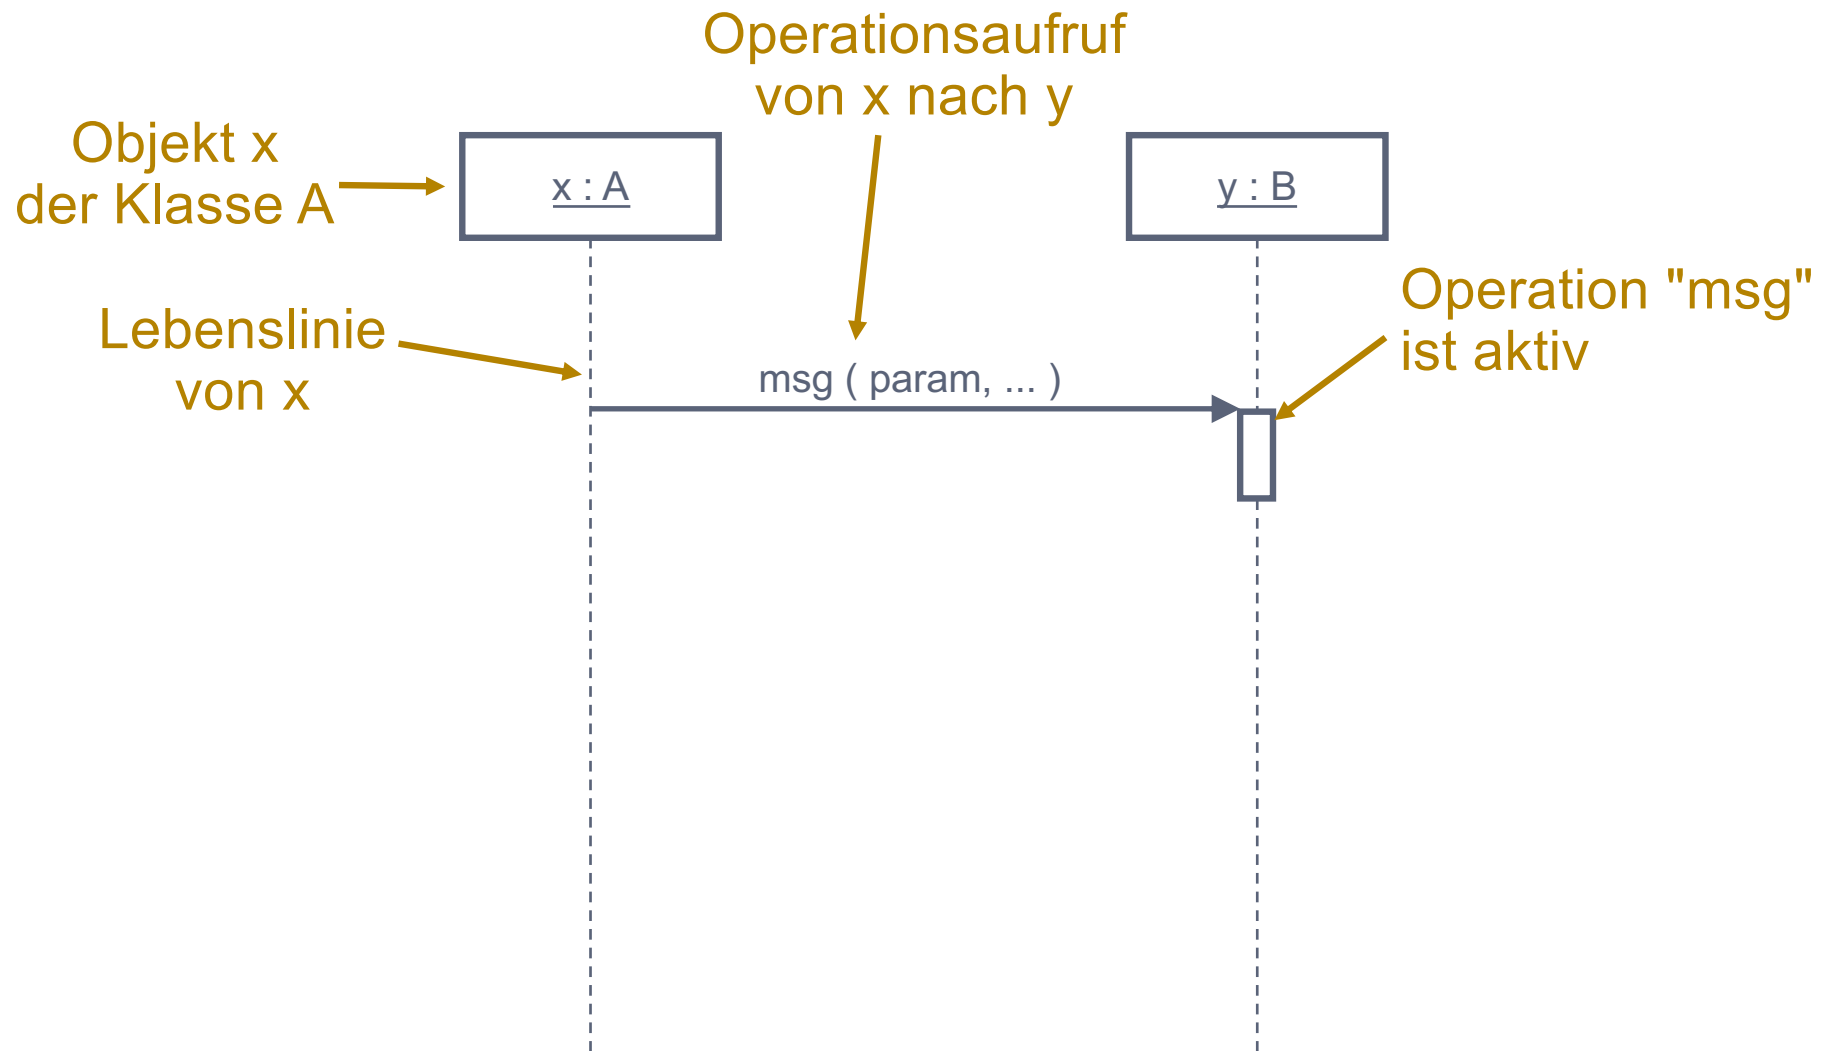 Operationsaufruf
von x nach y
Objekt x
der Klasse A
x : A
y : B
Operation "msg"
ist aktiv
Lebenslinie
von x
msg ( param, ... )